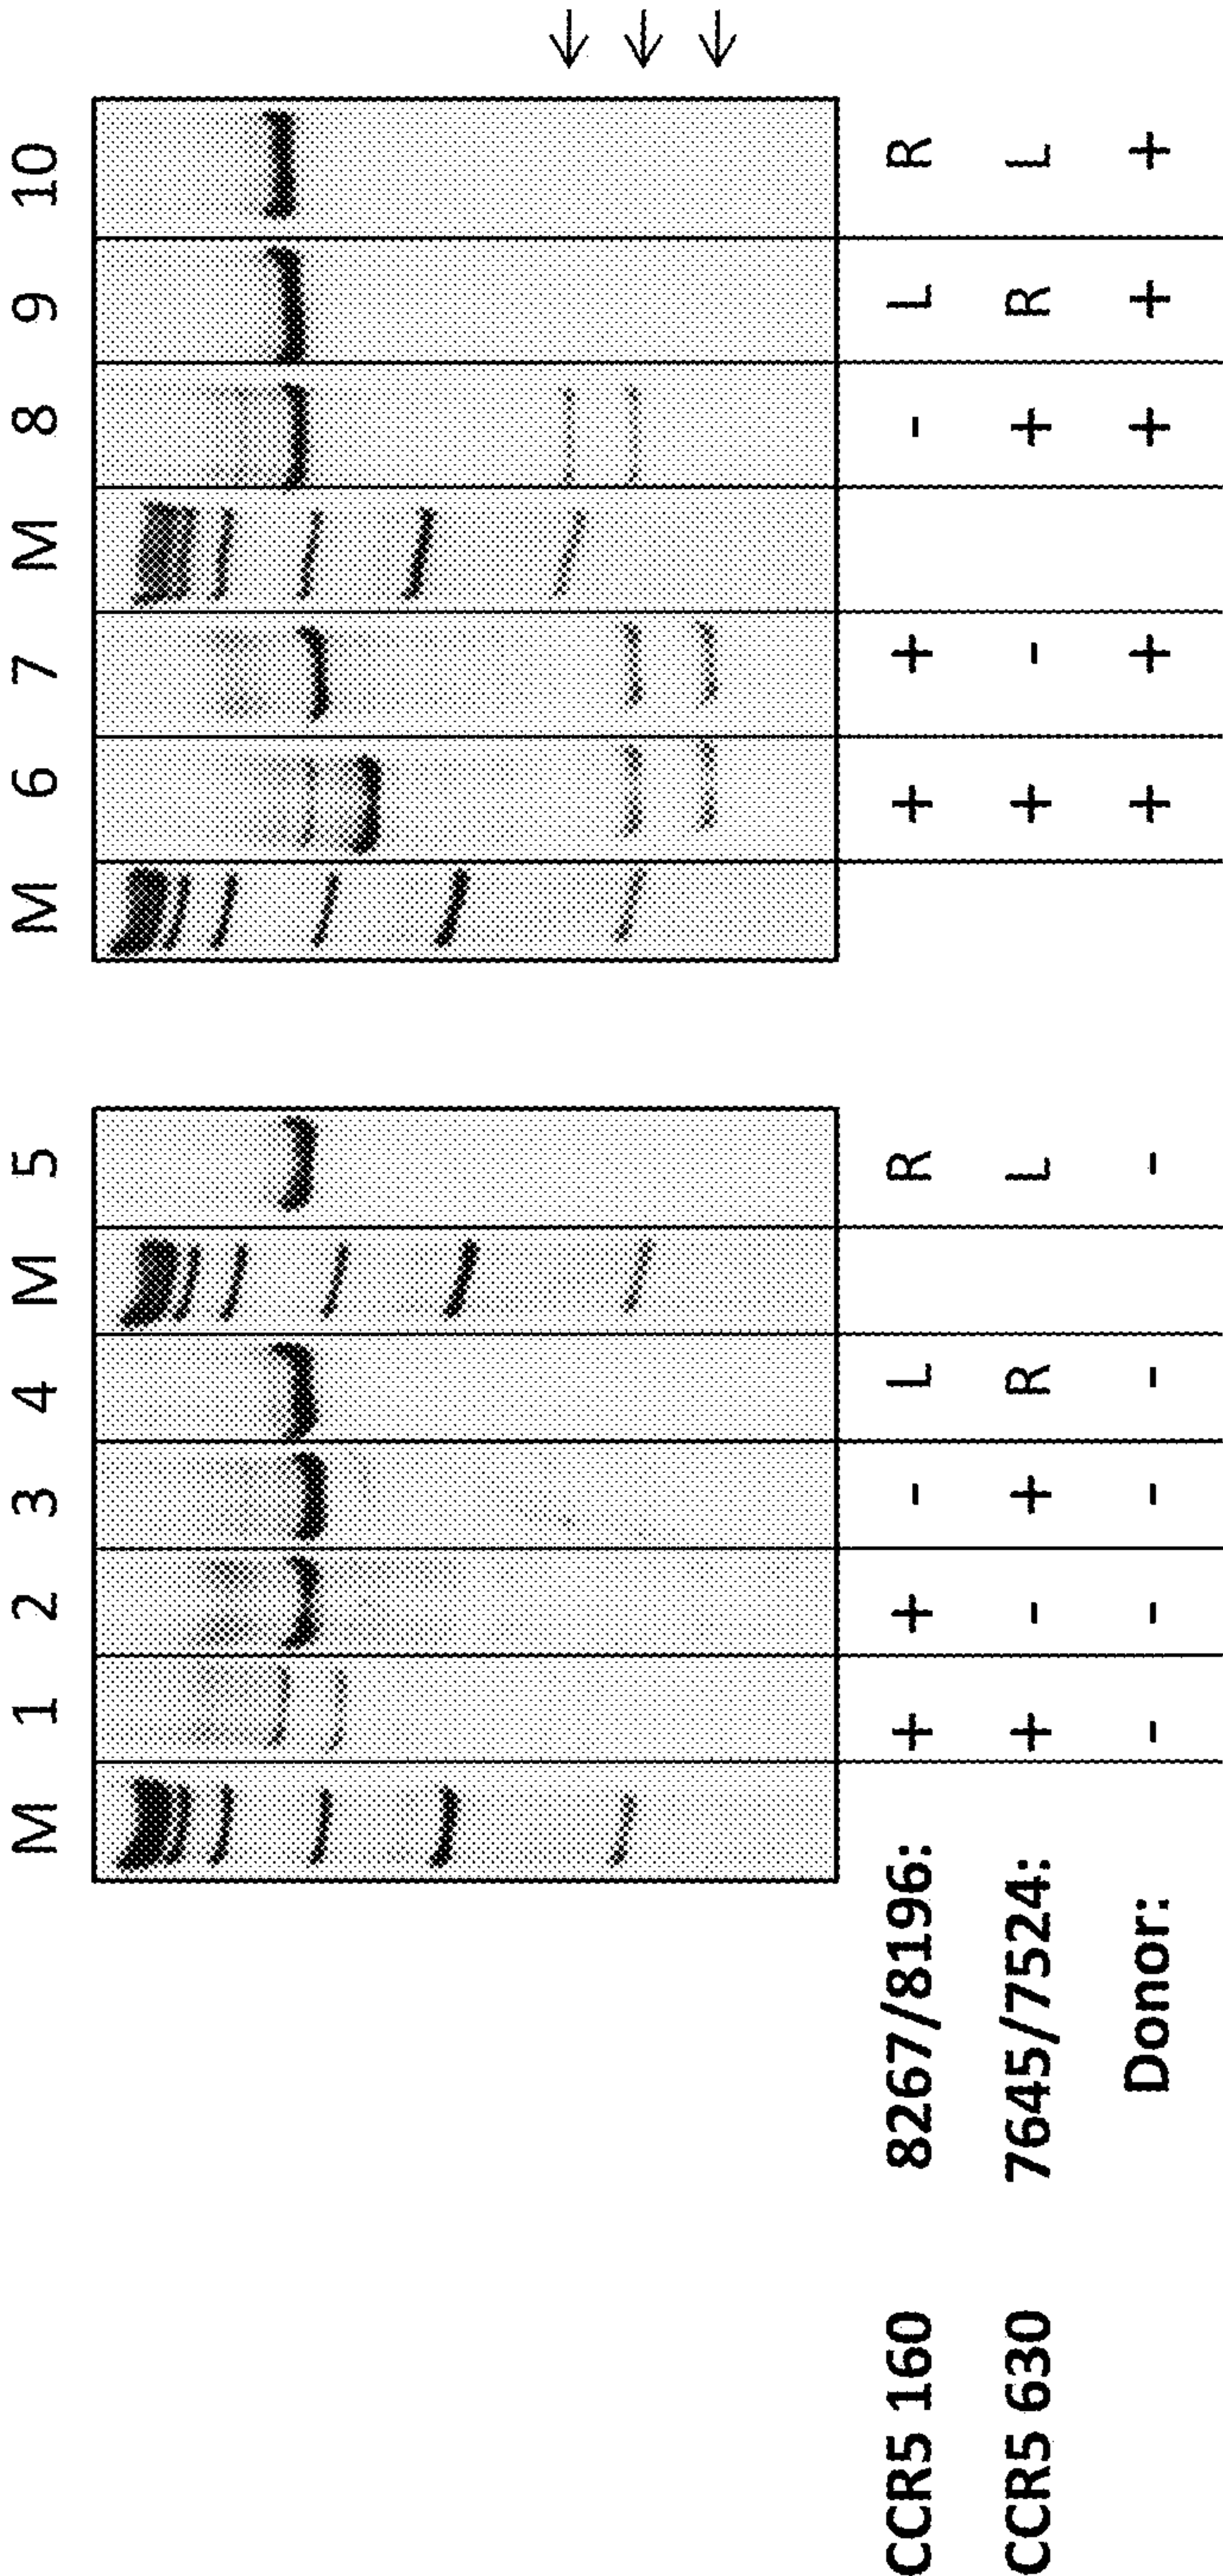 M 1 2 3 4 M 5 M 6 7 M 8 9 10
CCR5 160 8267/8196: + + - L R + + - L R
CCR5 630 7645/7524: + - + R L + - + R L
Donor: - - - - - + + + + +